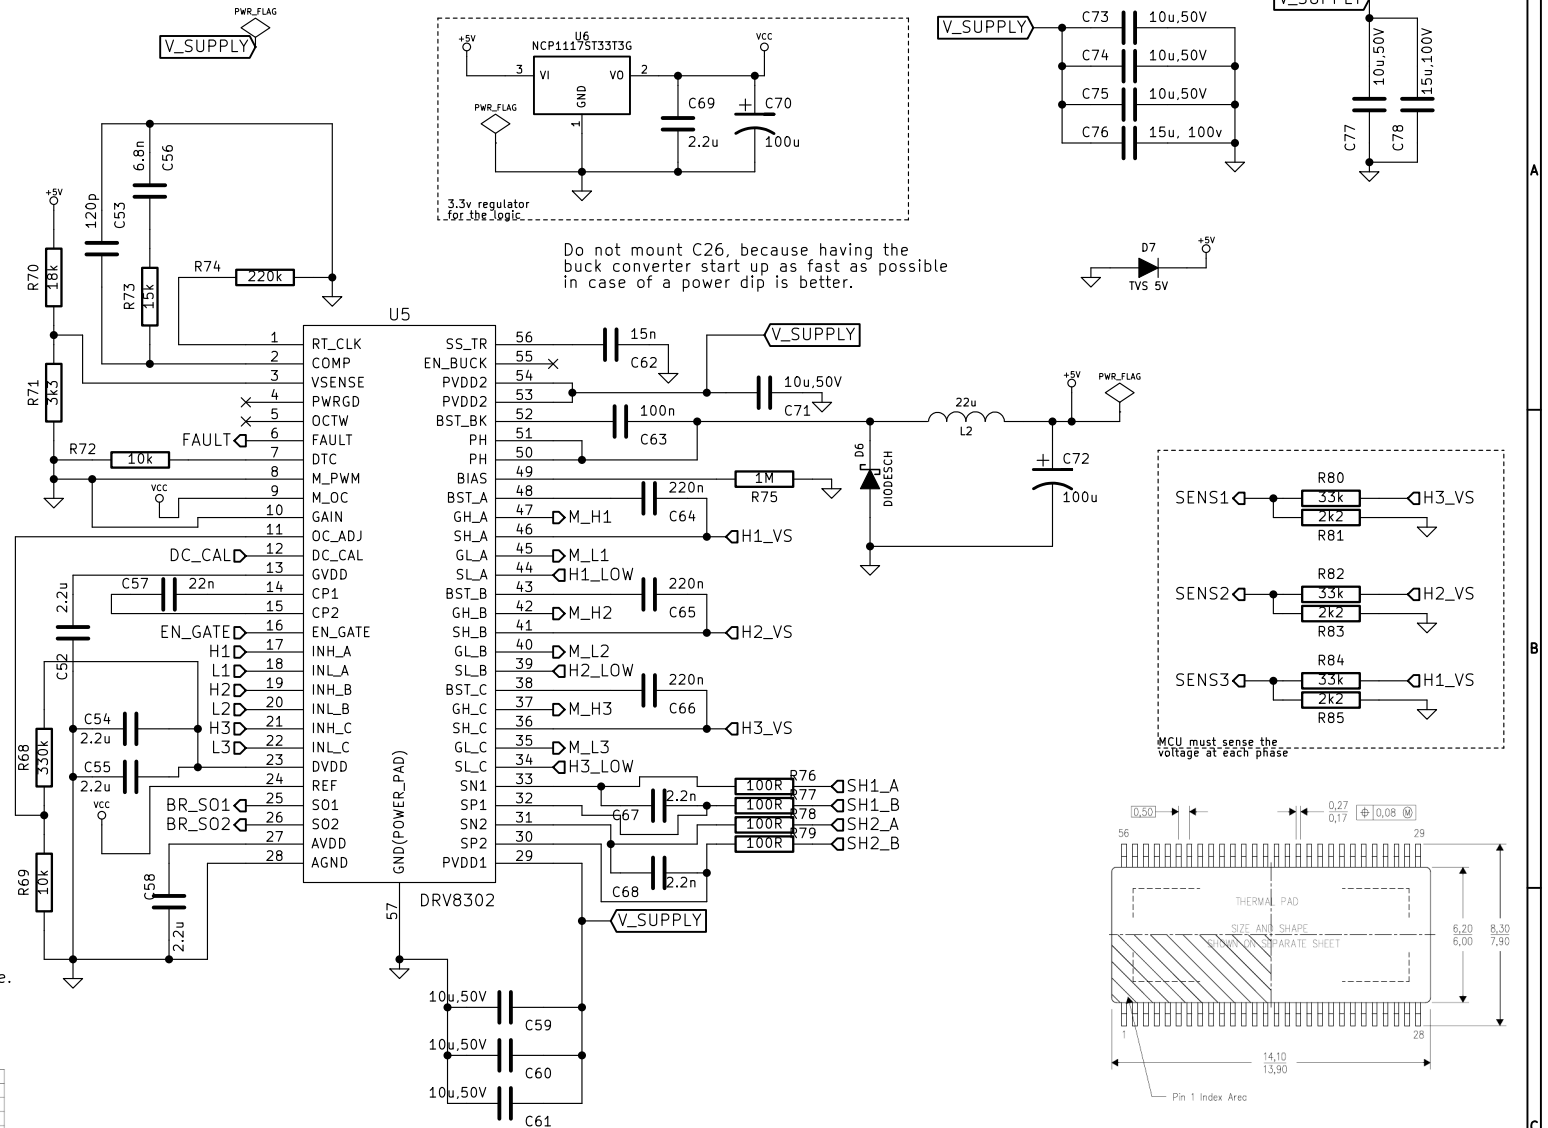 PWR_FLAG
V_SUPPLY
+5V
U6
NCP1117ST33T3G
VCC
3 VI VO 2
GND
1
PWR_FLAG
C69
2.2u
C70
100u
3.3v regulator
for the logic
V_SUPPLY
C73 10u,50V
C74 10u,50V
C75 10u,50V
C76 15u, 100v
V_SUPPLY
10u,50V
C77
15u,100V
C78
A
Do not mount C26, because having the
buck converter start up as fast as possible
in case of a power dip is better.
D7
TVS 5V
+5V
6.8n
C56
120p
C53
+5V
R70
18k
R73
15k
R74
220k
R71
3k3
R72
10k
FAULT
VCC
U5
1 RT_CLK
2 COMP
3 VSENSE
4 PWRGD
5 OCTW
6 FAULT
7 DTC
8 M_PWM
9 M_OC
10 GAIN
11 OC_ADJ
12 DC_CAL
13 GVDD
14 CP1
15 CP2
16 EN_GATE
17 INH_A
18 INL_A
19 INH_B
20 INL_B
21 INH_C
22 INL_C
23 DVDD
24 REF
25 SO1
26 SO2
27 AVDD
28 AGND
SS_TR 56
EN_BUCK 55
PVDD2 54
PVDD2 53
BST_BK 52
PH 51
PH 50
BIAS 49
BST_A 48
GH_A 47
SH_A 46
GL_A 45
SL_A 44
BST_B 43
GH_B 42
SH_B 41
GL_B 40
SL_B 39
BST_C 38
GH_C 37
SH_C 36
GL_C 35
SL_C 34
SN1 33
SP1 32
SN2 31
SP2 30
PVDD1 29
GND(POWER_PAD)
57
DRV8302
DC_CAL
C57 22n
2.2u
C52
EN_GATE
H1
L1
H2
L2
H3
L3
C54
2.2u
C55
2.2u
R68
330k
VCC
BR_SO1
BR_SO2
R69
10k
C58
2.2u
e.
15n
C62
V_SUPPLY
10u,50V
C71
100n
C63
1M
R75
220n
C64
M_H1
H1_VS
M_L1
H1_LOW
220n
C65
M_H2
H2_VS
M_L2
H2_LOW
220n
C66
M_H3
H3_VS
M_L3
H3_LOW
R76
100R SH1_A
R77
100R SH1_B
R78
100R SH2_A
R79
100R SH2_B
2.2n
C67
C68 2.2n
V_SUPPLY
10u,50V
C59
10u,50V
C60
10u,50V
C61
D6
DIODESCH
22u
L2
+5V
PWR_FLAG
C72
100u
SENS1
R80
33k
2k2
R81
H3_VS
SENS2
R82
33k
2k2
R83
H2_VS
SENS3
R84
33k
2k2
R85
H1_VS
MCU must sense the
voltage at each phase
B
0,50
0,27
0,17
0,08 Ⓜ
56
29
THERMAL PAD
SIZE AND SHAPE
SHOWN ON SEPARATE SHEET
6,20
6,00
8,30
7,90
1
28
14,10
13,90
Pin 1 Index Area
C